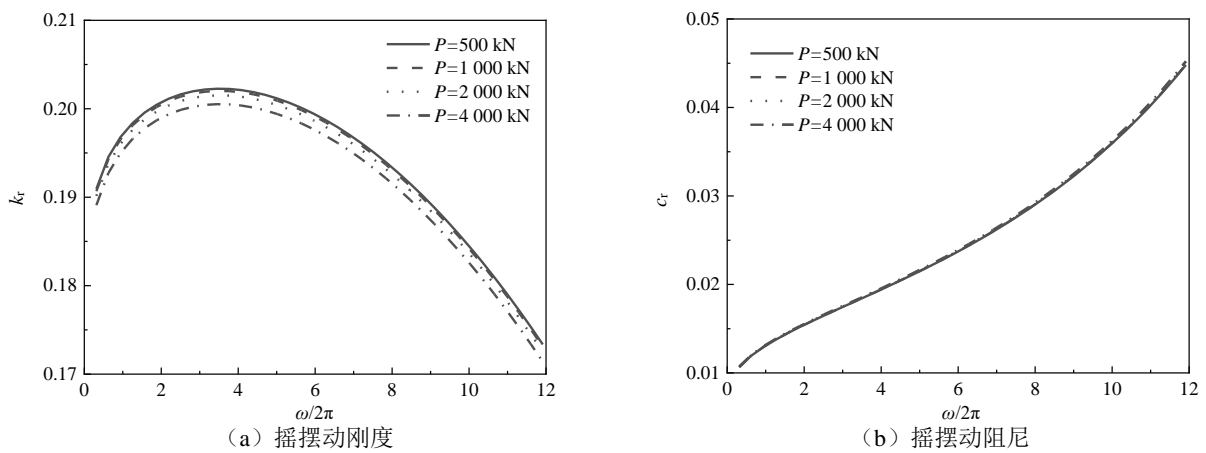 0.21
0.20
0.19
0.18
0.17
k_r
P=500 kN
P=1 000 kN
P=2 000 kN
P=4 000 kN
0 2 4 6 8 10 12
ω/2π
（a）摇摆动刚度
0.05
0.04
0.03
0.02
0.01
c_r
P=500 kN
P=1 000 kN
P=2 000 kN
P=4 000 kN
0 2 4 6 8 10 12
ω/2π
（b）摇摆动阻尼